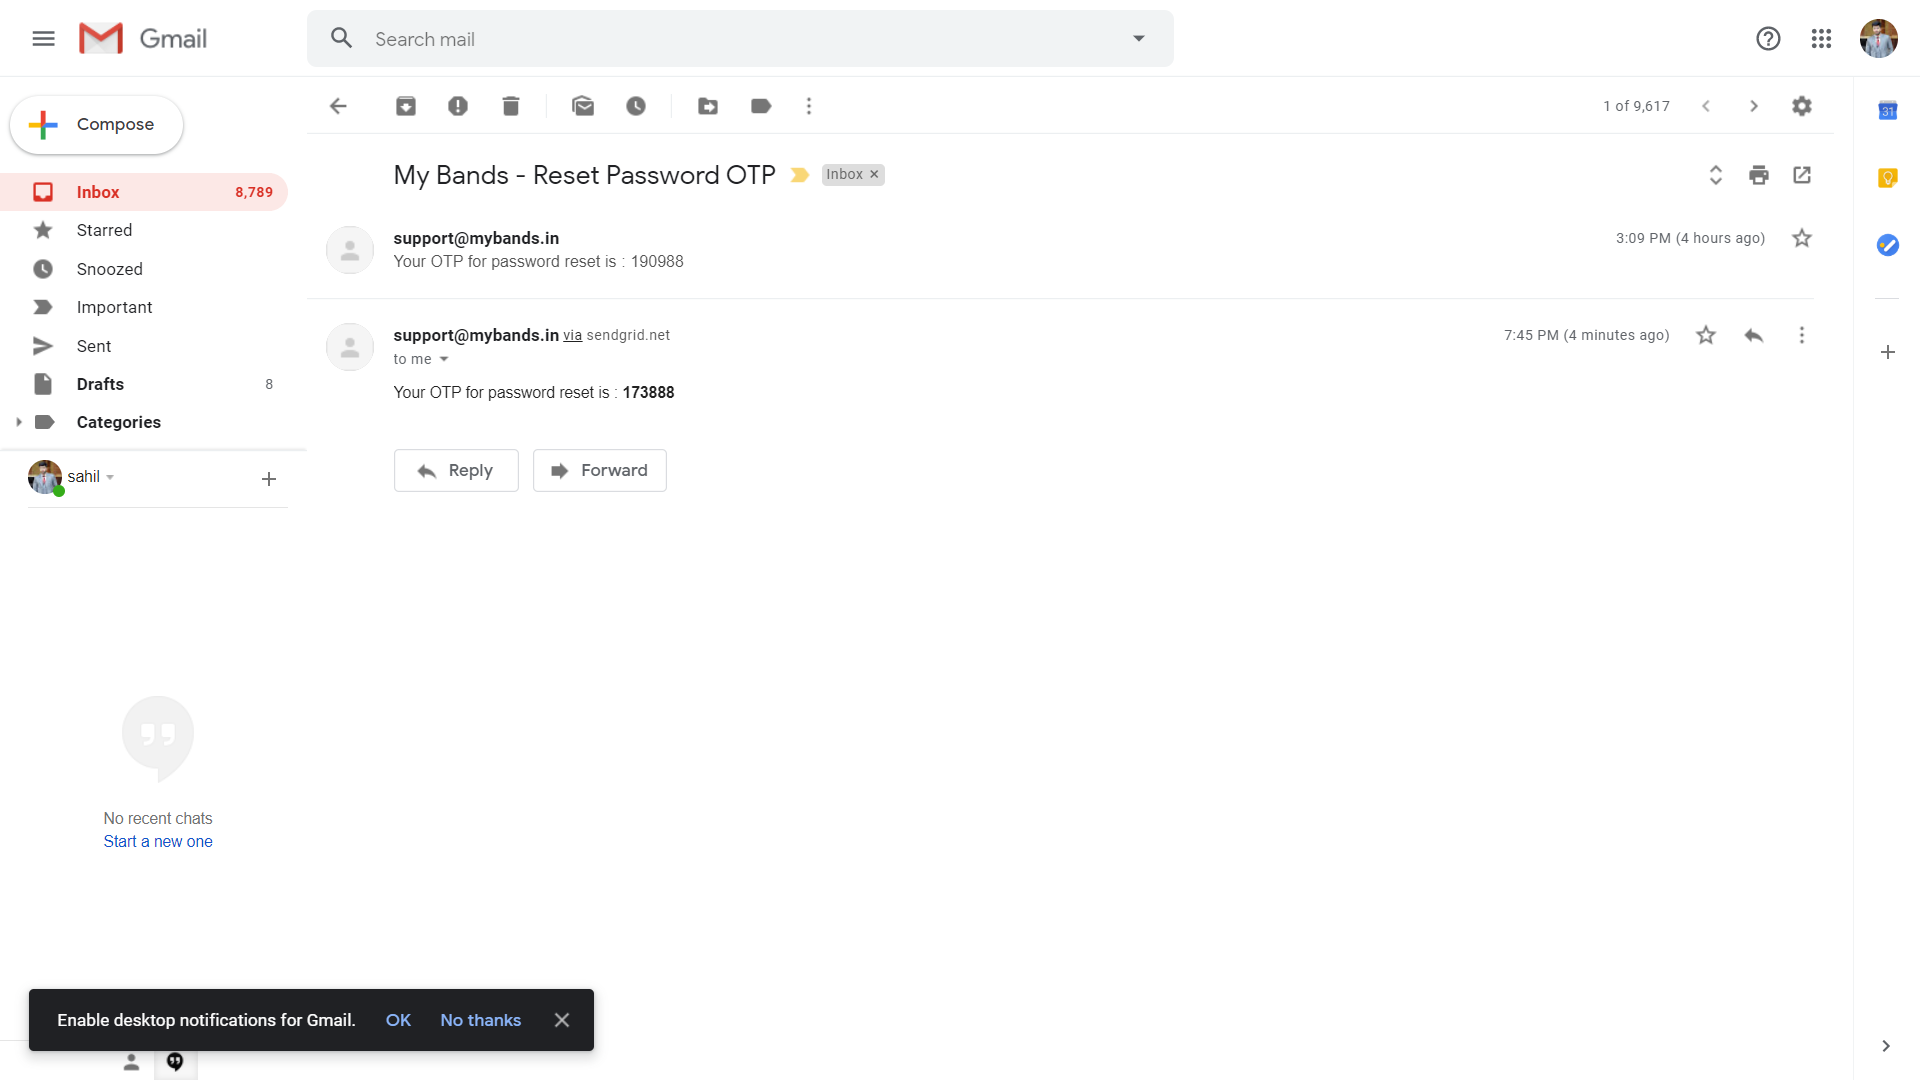 Gmail
Search mail
Compose
1 of 9,617
31
Inbox 8,789
Starred
Snoozed
Important
Sent
Drafts 8
Categories
sahil
No recent chats
Start a new one
My Bands - Reset Password OTP Inbox ×
support@mybands.in 3:09 PM (4 hours ago)
Your OTP for password reset is : 190988
support@mybands.in via sendgrid.net 7:45 PM (4 minutes ago)
to me
Your OTP for password reset is : 173888
Reply Forward
Enable desktop notifications for Gmail. OK No thanks